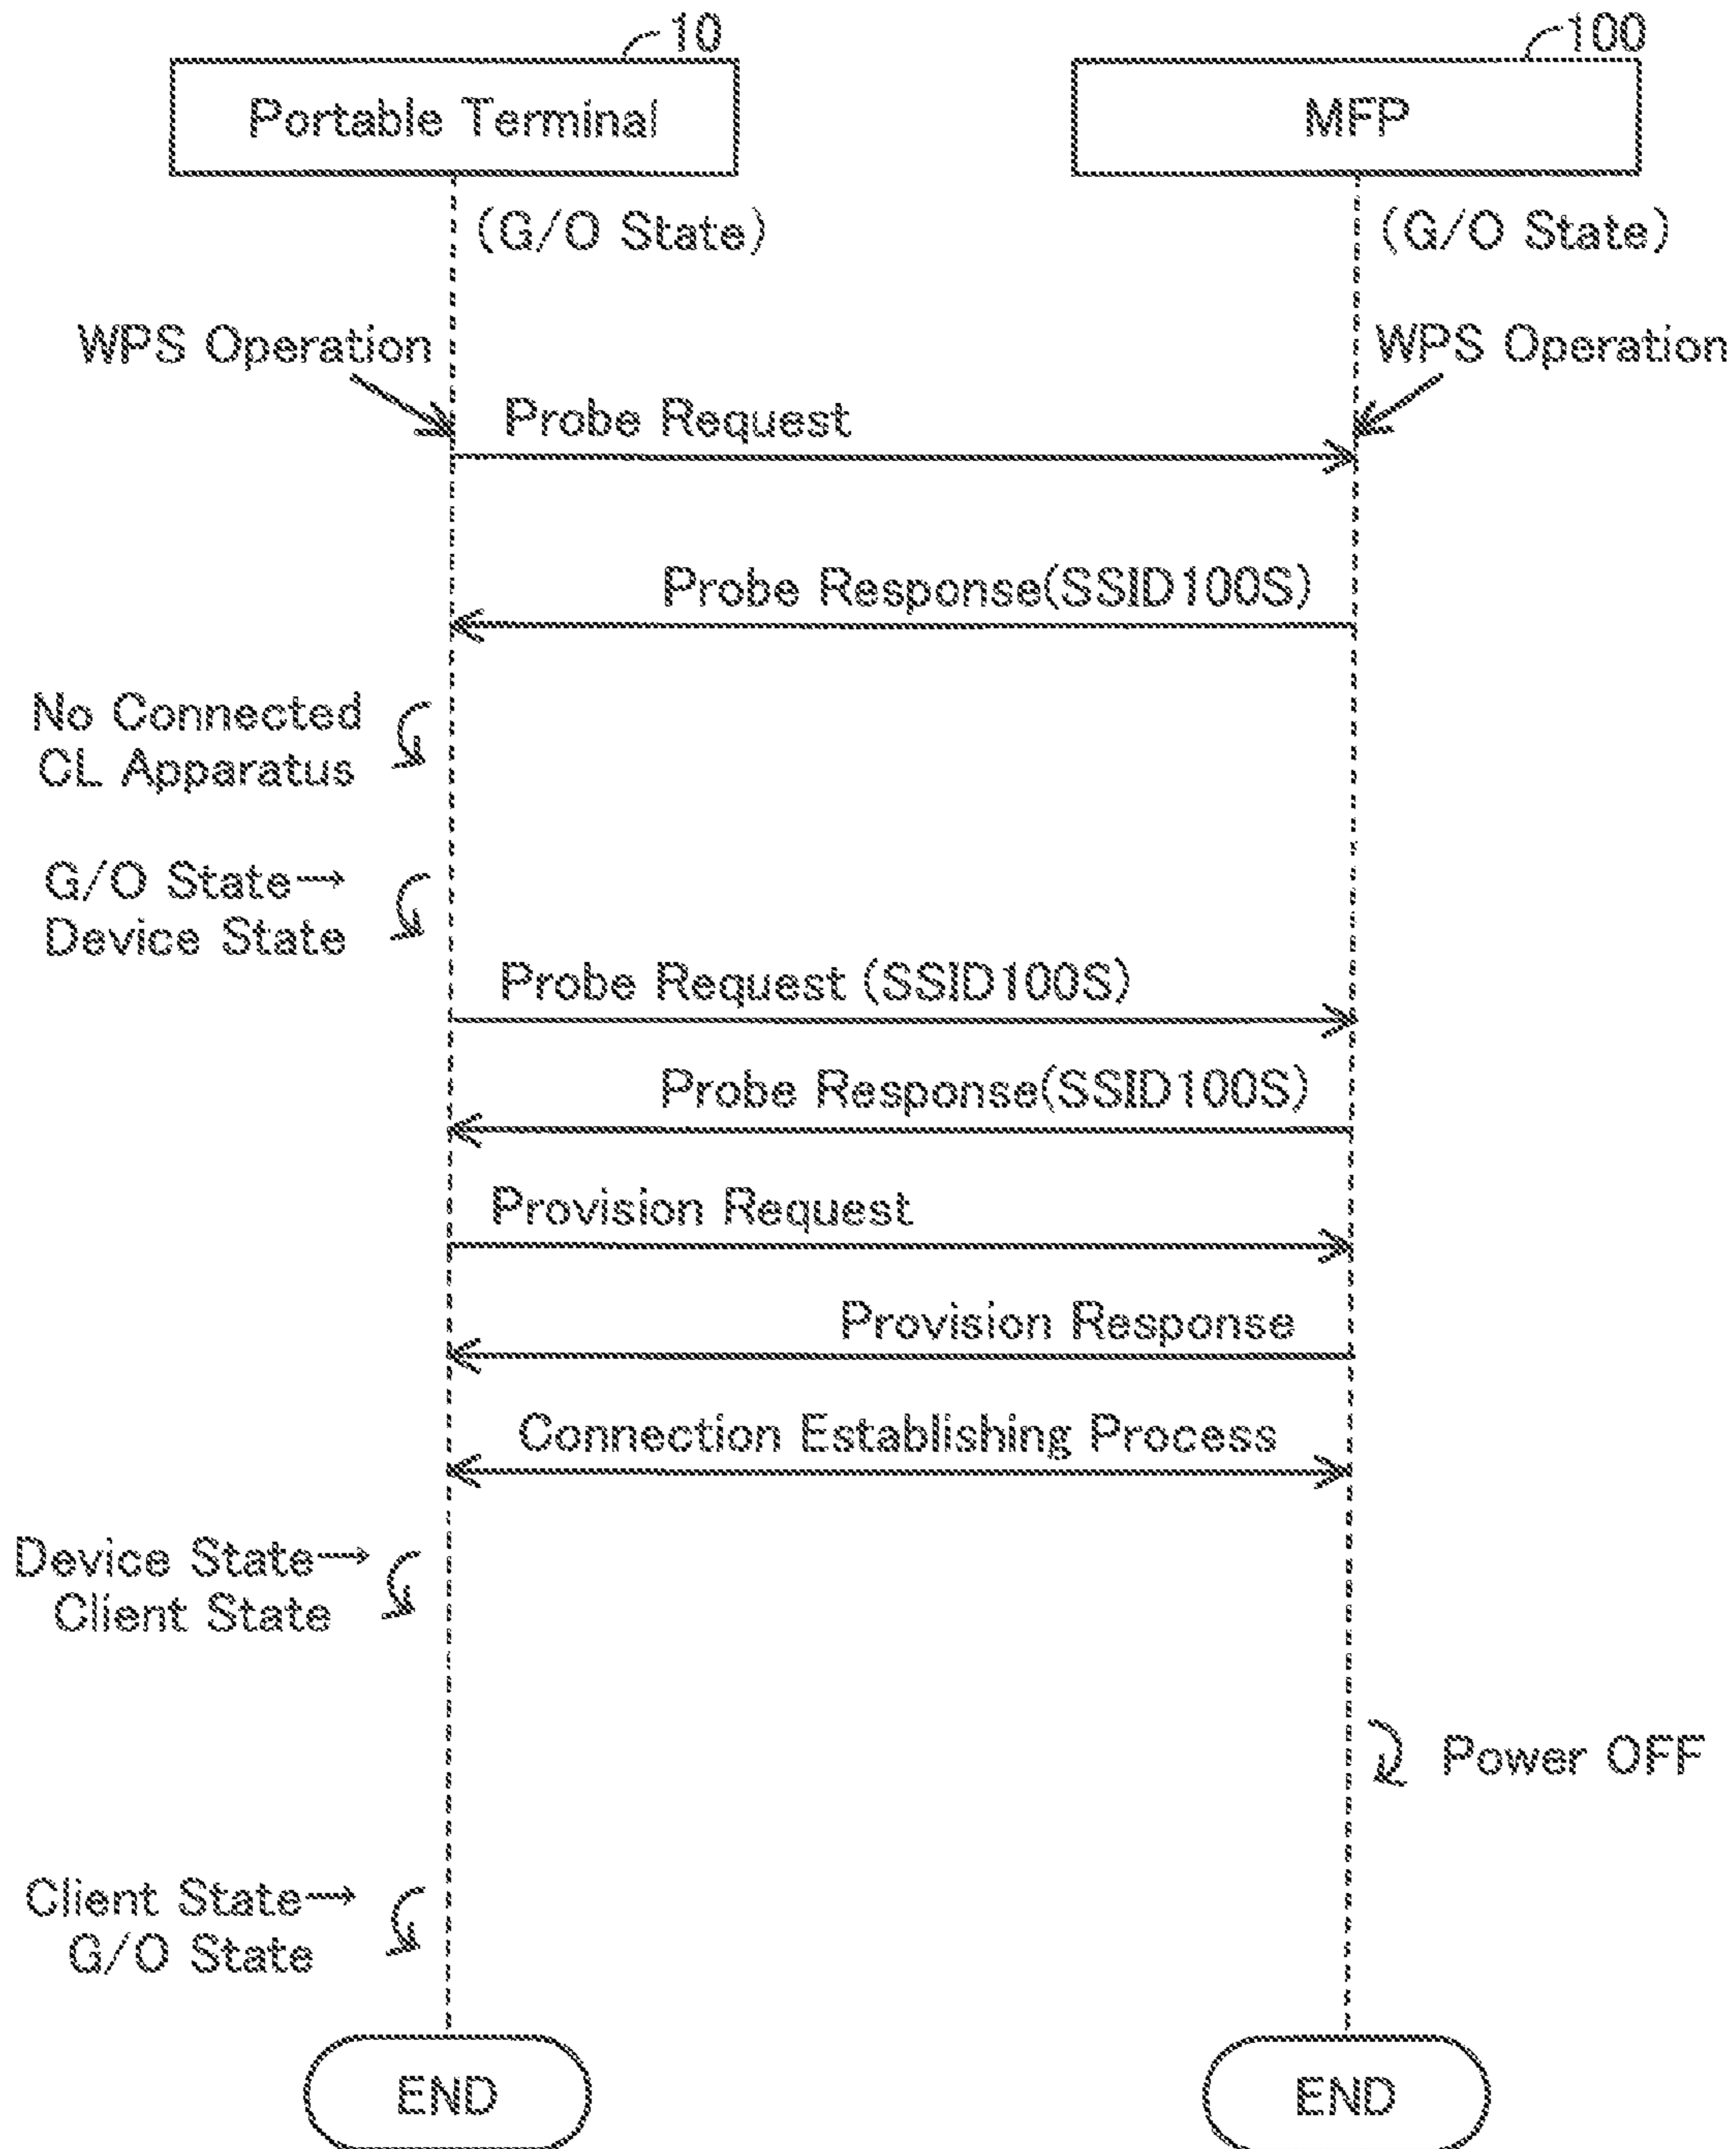 10
100
Portable Terminal
MFP
(G/O State)
(G/O State)
WPS Operation
WPS Operation
Probe Request
Probe Response(SSID100S)
No Connected
CL Apparatus
G/O State→
Device State
Probe Request (SSID100S)
Probe Response(SSID100S)
Provision Request
Provision Response
Connection Establishing Process
Device State→
Client State
Power OFF
Client State→
G/O State
END
END